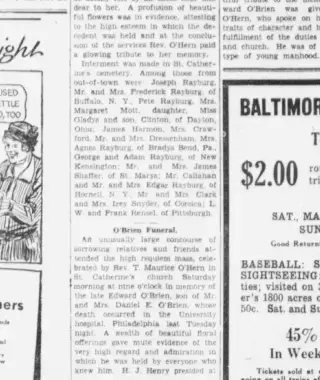 dear to her. A profusion of beauti-
ful flowers was in evidence, attesting
to the high esteem in which the de-
cedent was held and at the conclu-
sion of the services Rev. O'Hern paid
a glowing tribute to her memory.
Interment was made in St. Cather-
ine's cemetery. Among those from
out-of-town were Joseph Rayburg,
Mr. and Mrs. Frederick Rayburg, of
Buffalo, N. Y., Pete Rayburg, Mrs.
Margaret Mott, daughter, Miss
Gladys and son, Clinton, of Dayton,
Ohio; James Harmon, Mrs. Craw-
ford, Mr. and Mrs.
Agnes Rayburg, of Bradys Bend, Pa.,
George and Adam Rayburg, of New
Kensington; Mr. and Mrs. James
Shaffer, of St. Marys; Mr. Callahan
and Mr. and Mrs. Edgar Rayburg, of
Hornell, N. Y., Mr. and Mrs. Clark
and Mrs. Irey Snyder, of Corsica; L.
W. and Frank Hensel, of Pittsburgh.
O'Brien Funeral.
An unusually large concourse of
sorrowing relatives and friends at-
tended the high requiem mass, cele-
brated by Rev. T. Maurice O'Hern in
St. Catherine's church Saturday
morning at nine o'clock in memory of
the late Edward O'Brien, son of Mr.
and Mrs. Daniel E. O'Brien, whose
death occurred in the University
hospital, Philadelphia last Tuesday
night. A wealth of beautiful floral
offerings gave mute evidence of the
very high regard and admiration in
which he was held by everyone who
knew him. H. J. Henry presided at
ward O'Brien was give
O'Hern, who spoke on h
traits of character and h
fulfillment of the duties
and church. He was of
type of young manhood.
BALTIMOR
$2.00
SAT., MA
SUN
Good Return
BASEBALL: S
SIGHTSEEING:
ties; visited on 3
er's 1800 acres o
50c. Sat. and Su
45%
In Week
Tickets sold at
ight
USED
TTLE
TOO
ners